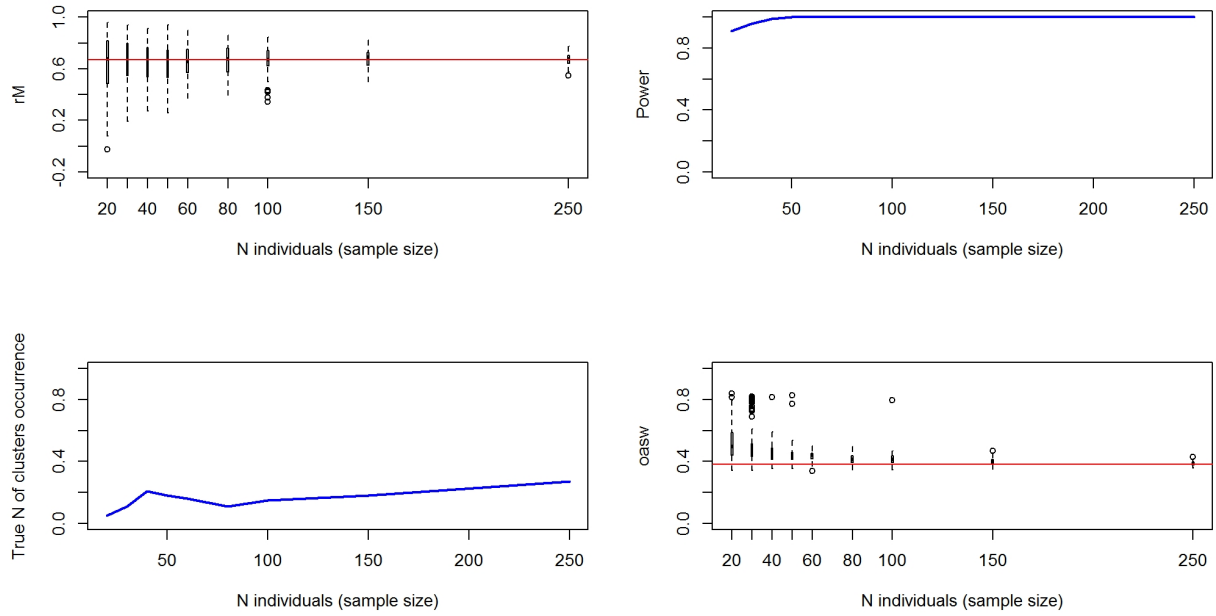 rM
1.0
0.6
0.2
-0.2
20 40 60 80 100 150 250
N individuals (sample size)
Power
0.8
0.4
0.0
50 100 150 200 250
N individuals (sample size)
True N of clusters occurrence
0.8
0.4
0.0
50 100 150 200 250
N individuals (sample size)
oasw
0.8
0.4
0.0
20 40 60 80 100 150 250
N individuals (sample size)